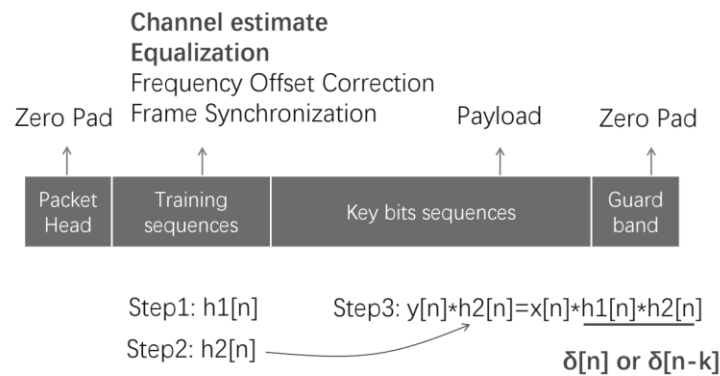 Channel estimate
Equalization
Frequency Offset Correction
Frame Synchronization
Zero Pad
Payload
Zero Pad
Packet
Head
Training
sequences
Key bits sequences
Guard
band
Step1: h1[n]
Step2: h2[n]
Step3: y[n]*h2[n]=x[n]*h1[n]*h2[n]
δ[n] or δ[n-k]